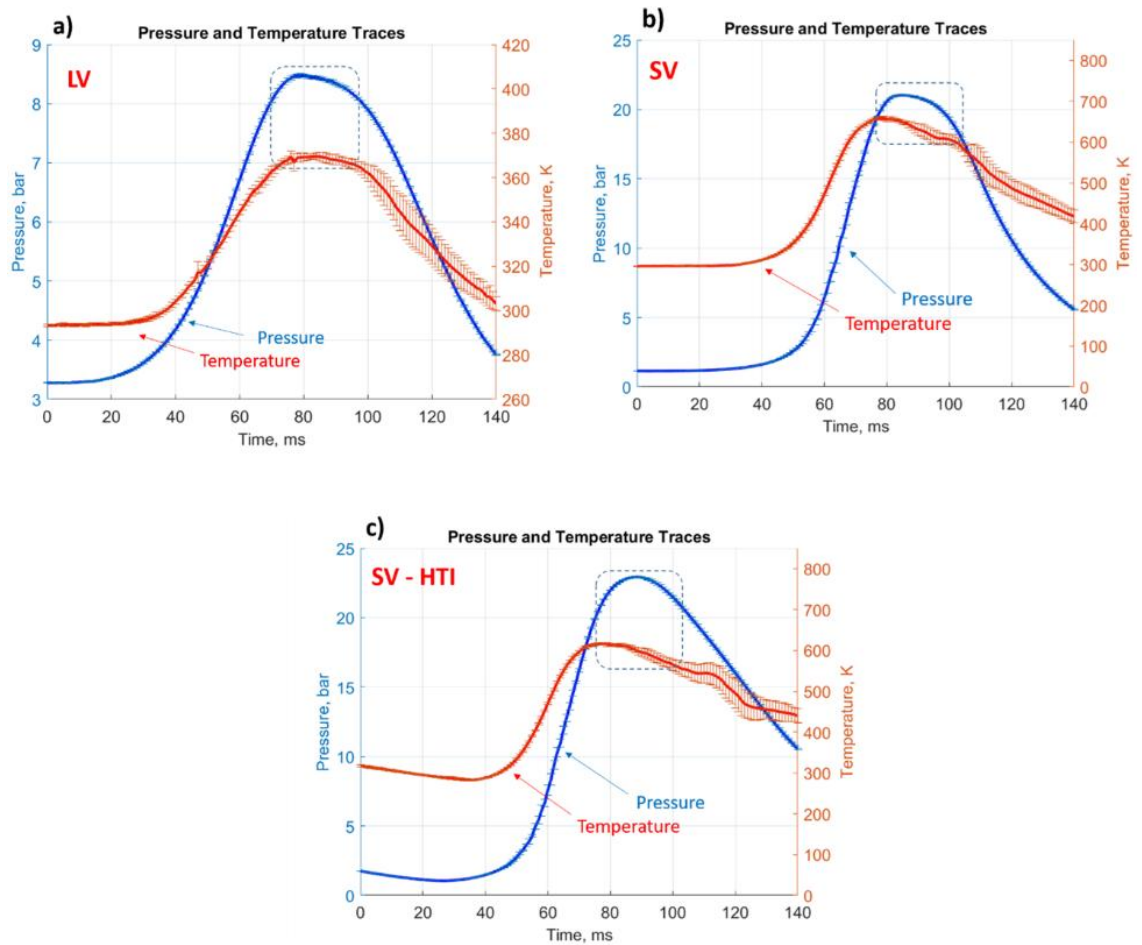 a)
Pressure and Temperature Traces
LV
9
8
7
6
5
4
3
Pressure, bar
420
400
380
360
340
320
300
280
260
Temperature, K
Pressure
Temperature
0 20 40 60 80 100 120 140
Time, ms
b)
Pressure and Temperature Traces
SV
25
20
15
10
5
0
Pressure, bar
800
700
600
500
400
300
200
100
0
Temperature, K
Pressure
Temperature
0 20 40 60 80 100 120 140
Time, ms
c)
Pressure and Temperature Traces
SV - HTI
25
20
15
10
5
0
Pressure, bar
800
700
600
500
400
300
200
100
0
Temperature, K
Pressure
Temperature
0 20 40 60 80 100 120 140
Time, ms